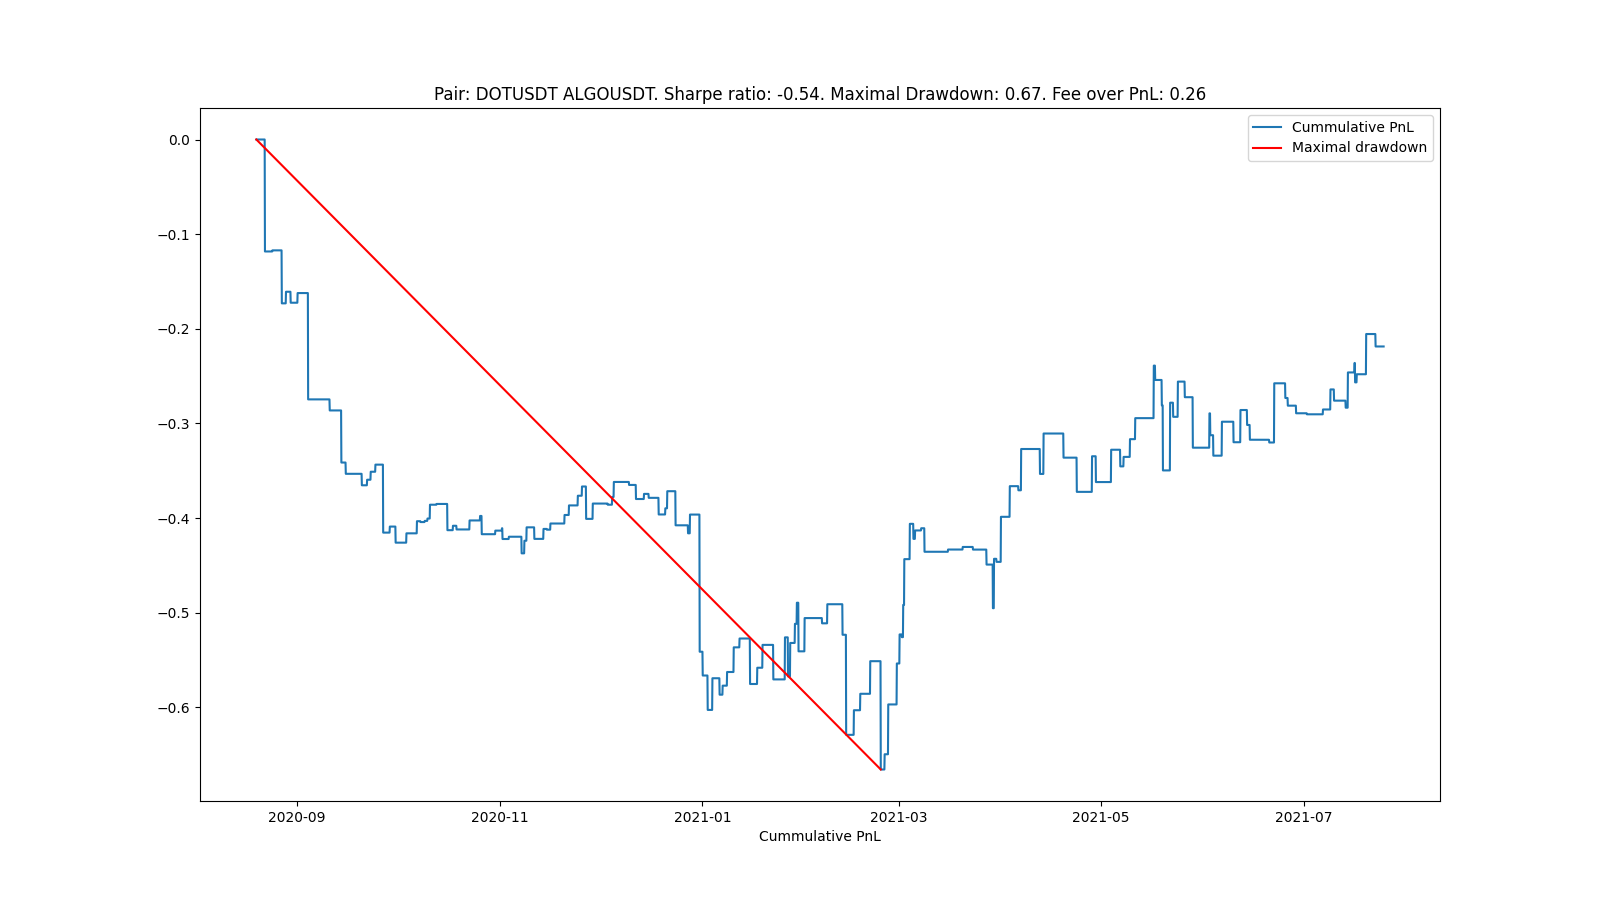 Pair: DOTUSDT ALGOUSDT. Sharpe ratio: -0.54. Maximal Drawdown: 0.67. Fee over PnL: 0.26
Cummulative PnL
Maximal drawdown
0.0
−0.1
−0.2
−0.3
−0.4
−0.5
−0.6
2020-09 2020-11 2021-01 2021-03 2021-05 2021-07
Cummulative PnL